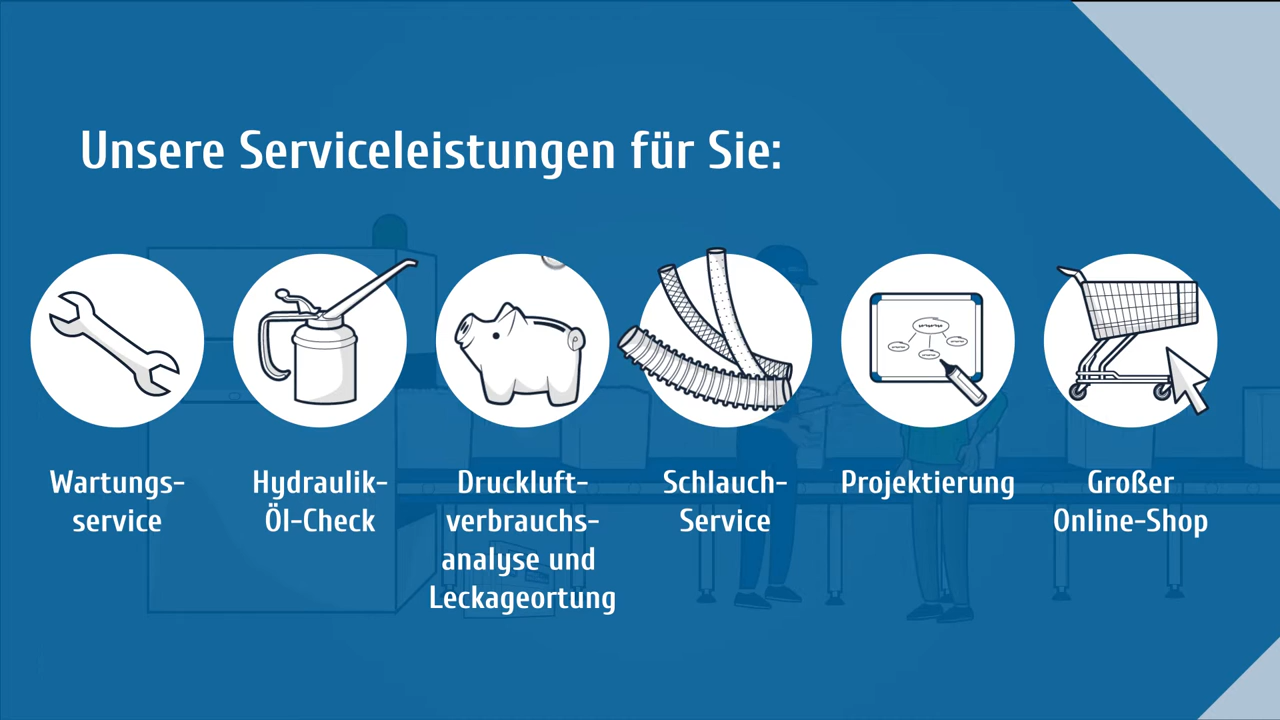 Unsere Serviceleistungen für Sie:
Wartungs-
service
Hydraulik-
Öl-Check
Druckluft-
verbrauchs-
analyse und
Leckageortung
Schlauch-
Service
Projektierung
Großer
Online-Shop